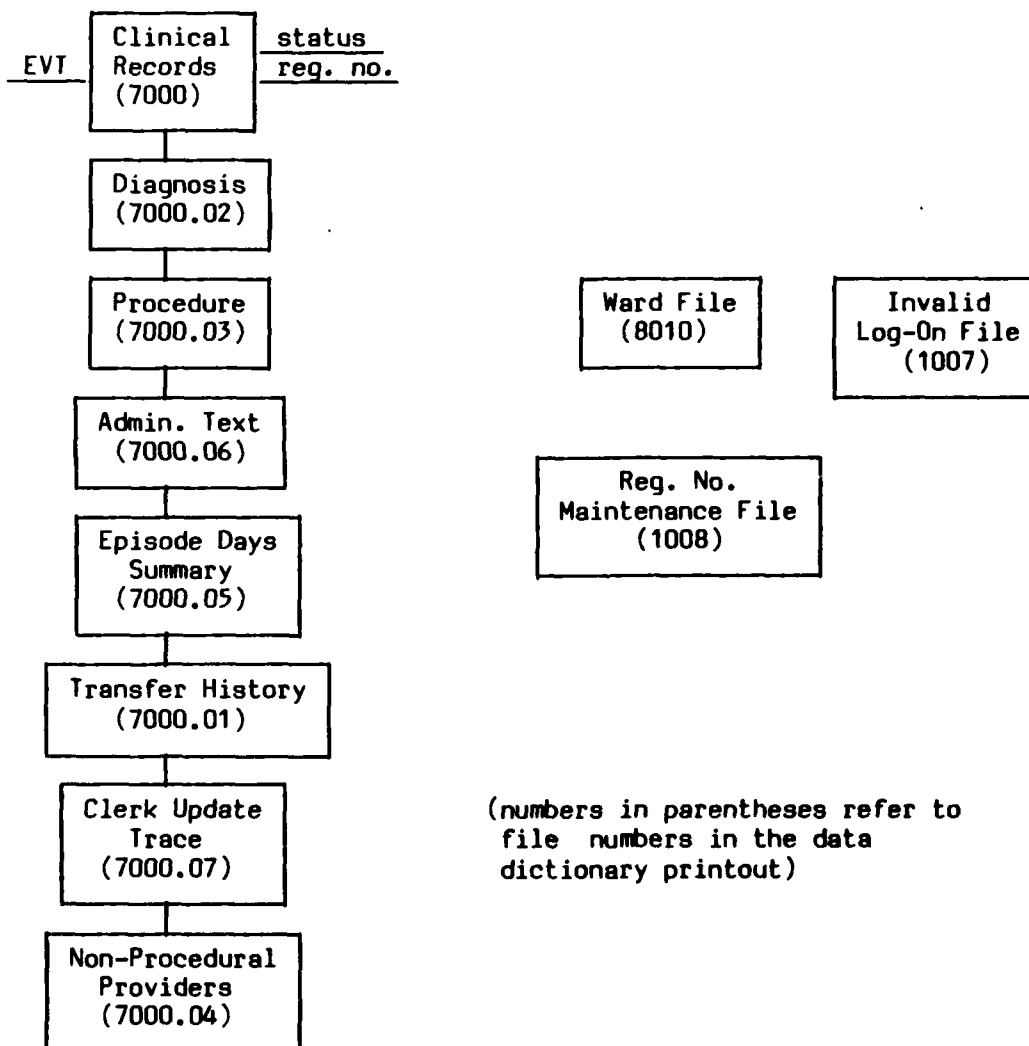 EVT
Clinical
Records
(7000)
status
reg. no.
Diagnosis
(7000.02)
Procedure
(7000.03)
Ward File
(8010)
Invalid
Log-On File
(1007)
Admin. Text
(7000.06)
Reg. No.
Maintenance File
(1008)
Episode Days
Summary
(7000.05)
Transfer History
(7000.01)
Clerk Update
Trace
(7000.07)
(numbers in parentheses refer to
file numbers in the data
dictionary printout)
Non-Procedural
Providers
(7000.04)